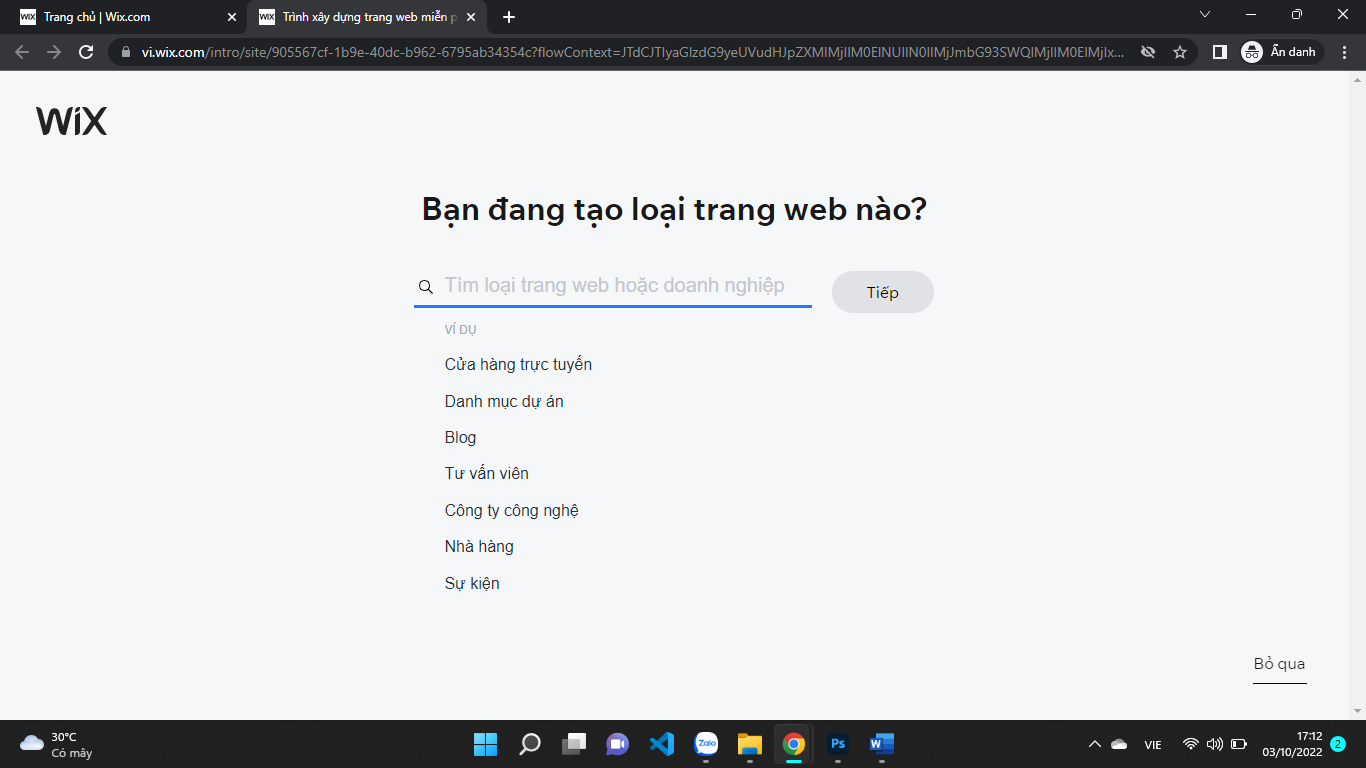 WiX Trang chủ | Wix.com
WiX Trình xây dựng trang web miễn p
vi.wix.com/intro/site/905567cf-1b9e-40dc-b962-6795ab34354c?flowContext=
Ẩn danh
WiX
Bạn đang tạo loại trang web nào?
Tìm loại trang web hoặc doanh nghiệp
Tiếp
VÍ DỤ
Cửa hàng trực tuyến
Danh mục dự án
Blog
Tư vấn viên
Công ty công nghệ
Nhà hàng
Sự kiện
Bỏ qua
30°C
Có mây
Zalo
Ps
W
VIE
17:12
03/10/2022
2